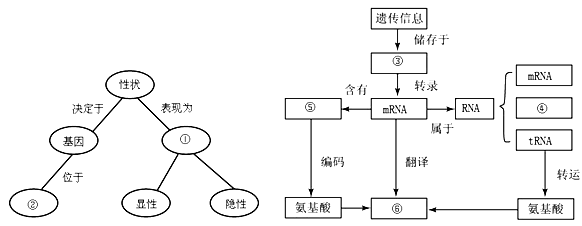 性状
决定于
表现为
基因
①
位于
②
显性
隐性
遗传信息
储存于
③
转录
含有
⑤
mRNA
RNA
属于
mRNA
④
tRNA
编码
翻译
转运
氨基酸
⑥
氨基酸